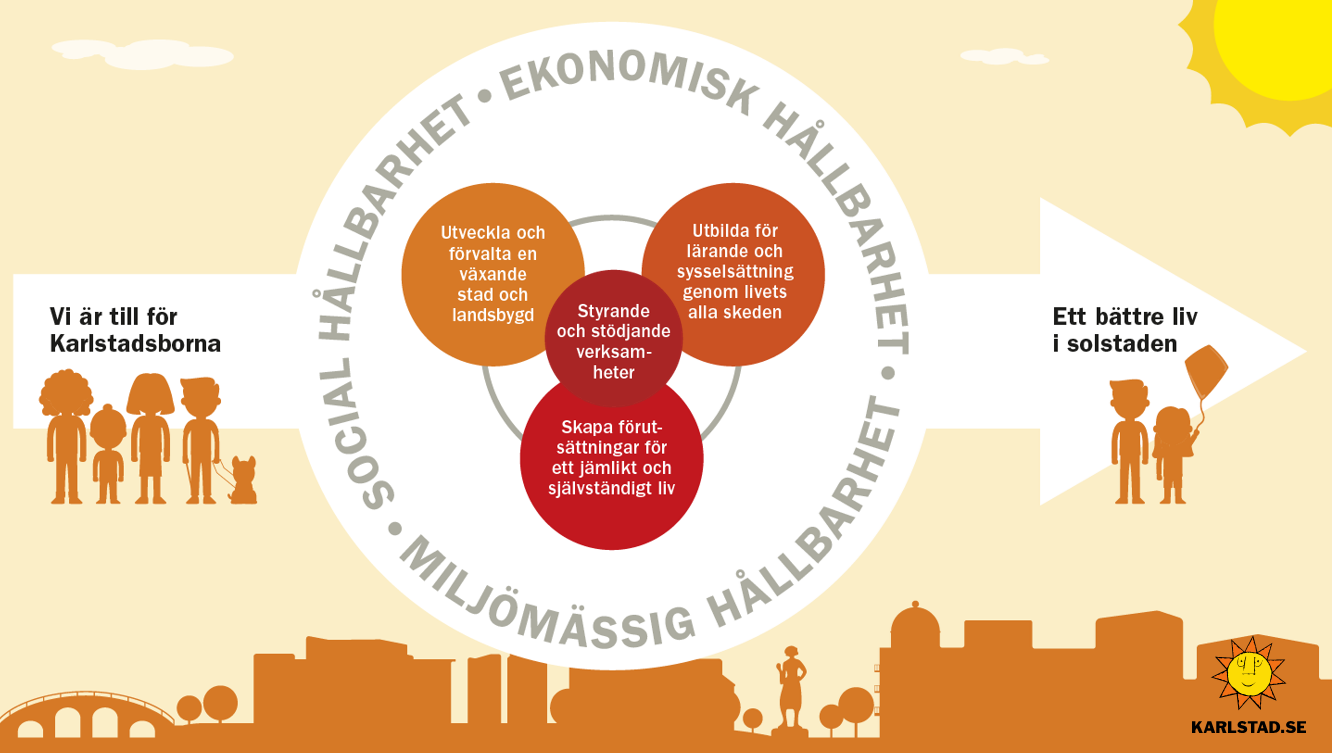 SOCIAL HÅLLBARHET • EKONOMISK HÅLLBARHET • MILJÖMÄSSIG HÅLLBARHET •
Vi är till för
Karlstadsborna
Utveckla och
förvalta en
växande
stad och
landsbygd
Utbilda för
lärande och
sysselsättning
genom livets
alla skeden
Styrande
och stödjande
verksam-
heter
Skapa förut-
sättningar för
ett jämlikt och
självständigt liv
Ett bättre liv
i solstaden
KARLSTAD.SE